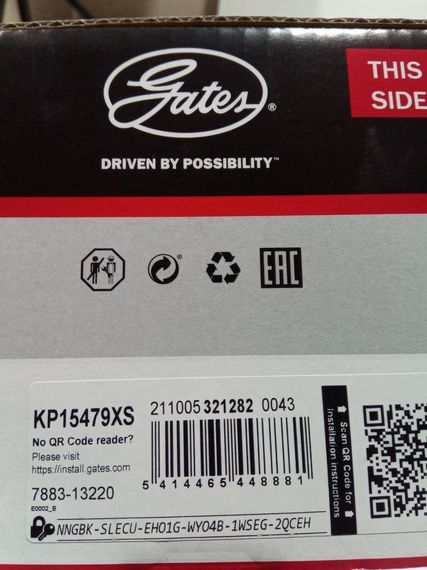 Gates®
DRIVEN BY POSSIBILITY™
THIS
SIDE
EAC
KP15479XS
211005 321282 0043
No QR Code reader?
Please visit
https://install.gates.com
5 414465 448881
7883-13220
E0002_B
NNGBK-SLECU-EHO1G-WYO4B-1WSEG-2QCEH
Scan QR Code for
installation instructions